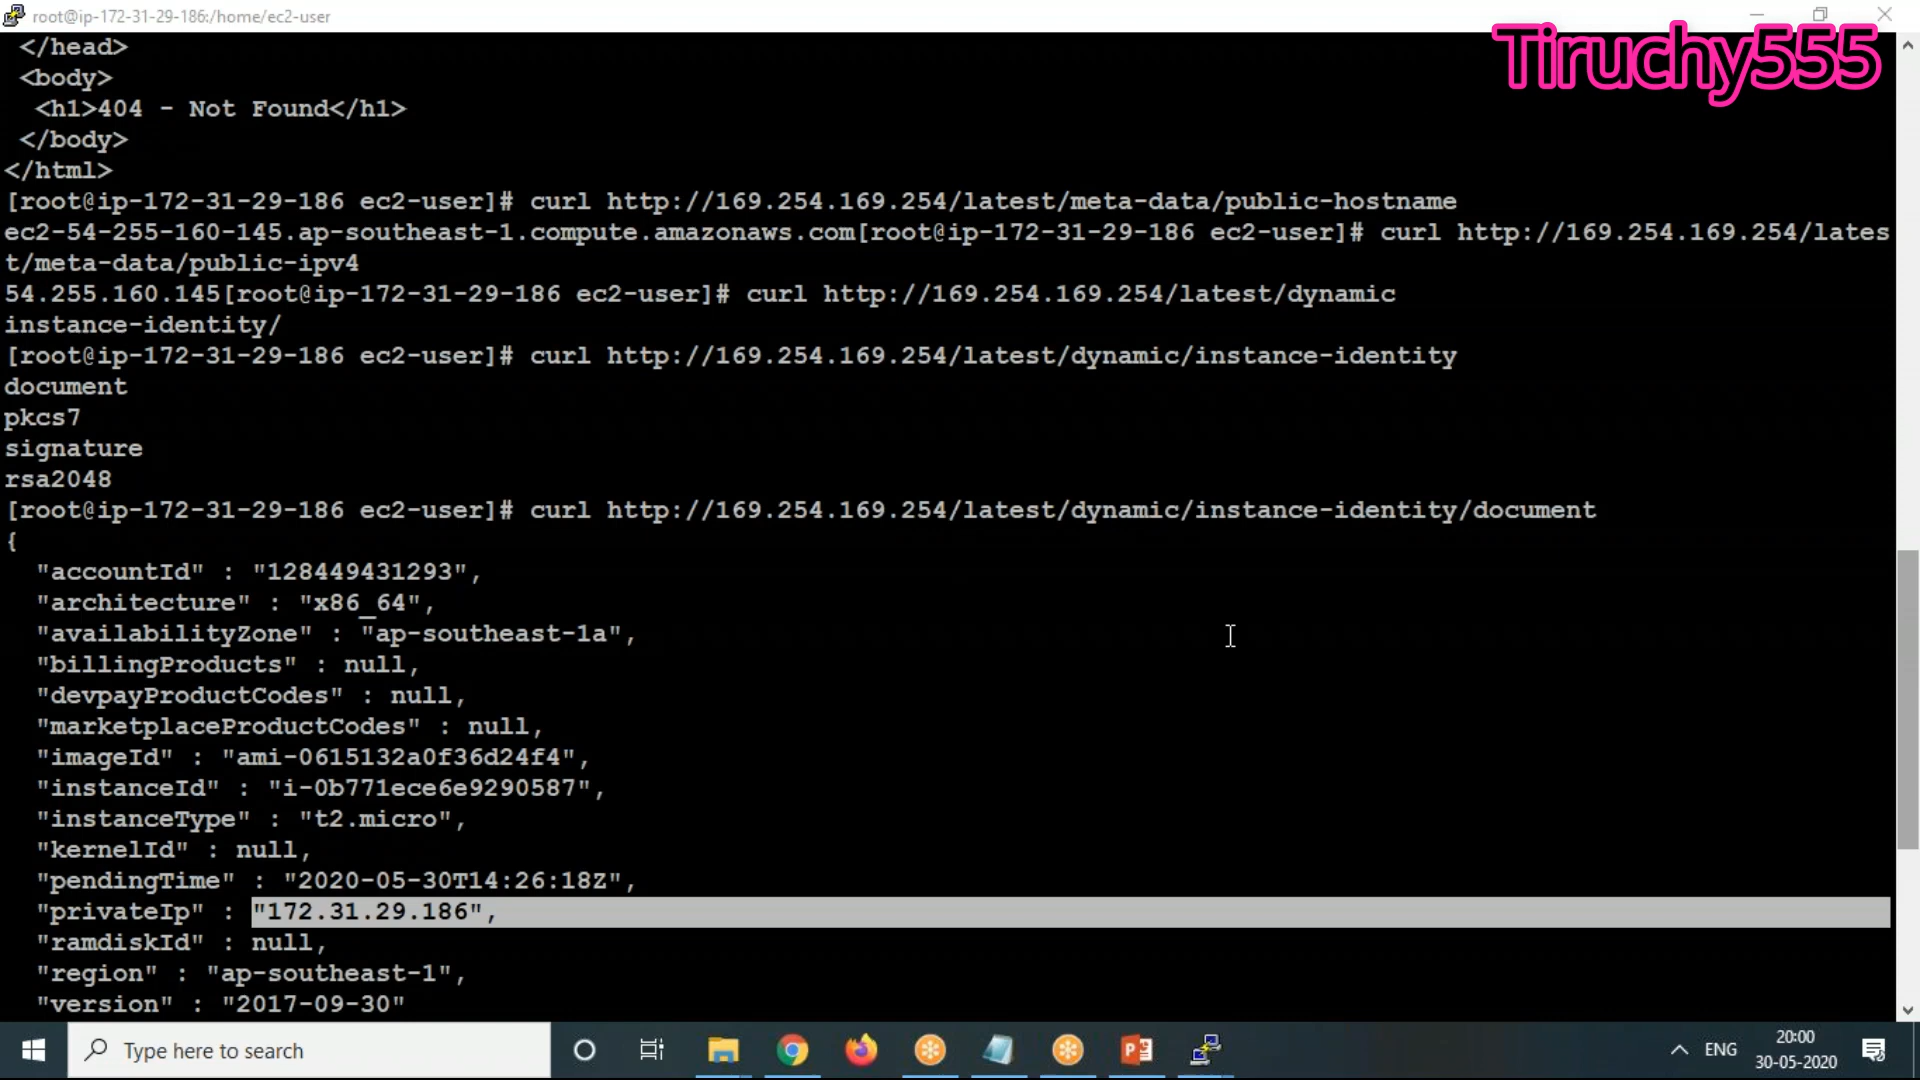 root@ip-172-31-29-186:/home/ec2-user
Tiruchy555
</head>
<body>
<h1>404 - Not Found</h1>
</body>
</html>
[root@ip-172-31-29-186 ec2-user]# curl http://169.254.169.254/latest/meta-data/public-hostname
ec2-54-255-160-145.ap-southeast-1.compute.amazonaws.com[root@ip-172-31-29-186 ec2-user]# curl http://169.254.169.254/lates
t/meta-data/public-ipv4
54.255.160.145[root@ip-172-31-29-186 ec2-user]# curl http://169.254.169.254/latest/dynamic
instance-identity/
[root@ip-172-31-29-186 ec2-user]# curl http://169.254.169.254/latest/dynamic/instance-identity
document
pkcs7
signature
rsa2048
[root@ip-172-31-29-186 ec2-user]# curl http://169.254.169.254/latest/dynamic/instance-identity/document
{
"accountId" : "128449431293",
"architecture" : "x86_64",
"availabilityZone" : "ap-southeast-1a",
"billingProducts" : null,
"devpayProductCodes" : null,
"marketplaceProductCodes" : null,
"imageId" : "ami-0615132a0f36d24f4",
"instanceId" : "i-0b771ece6e9290587",
"instanceType" : "t2.micro",
"kernelId" : null,
"pendingTime" : "2020-05-30T14:26:18Z",
"privateIp" : "172.31.29.186",
"ramdiskId" : null,
"region" : "ap-southeast-1",
"version" : "2017-09-30"
Type here to search
ENG
20:00
30-05-2020